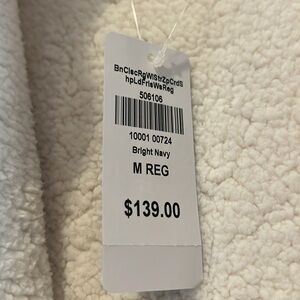 BnClscRgWlStrZpCrdS
hpLdFrlsWsReg
506106
10001 00724
Bright Navy
M REG
$139.00